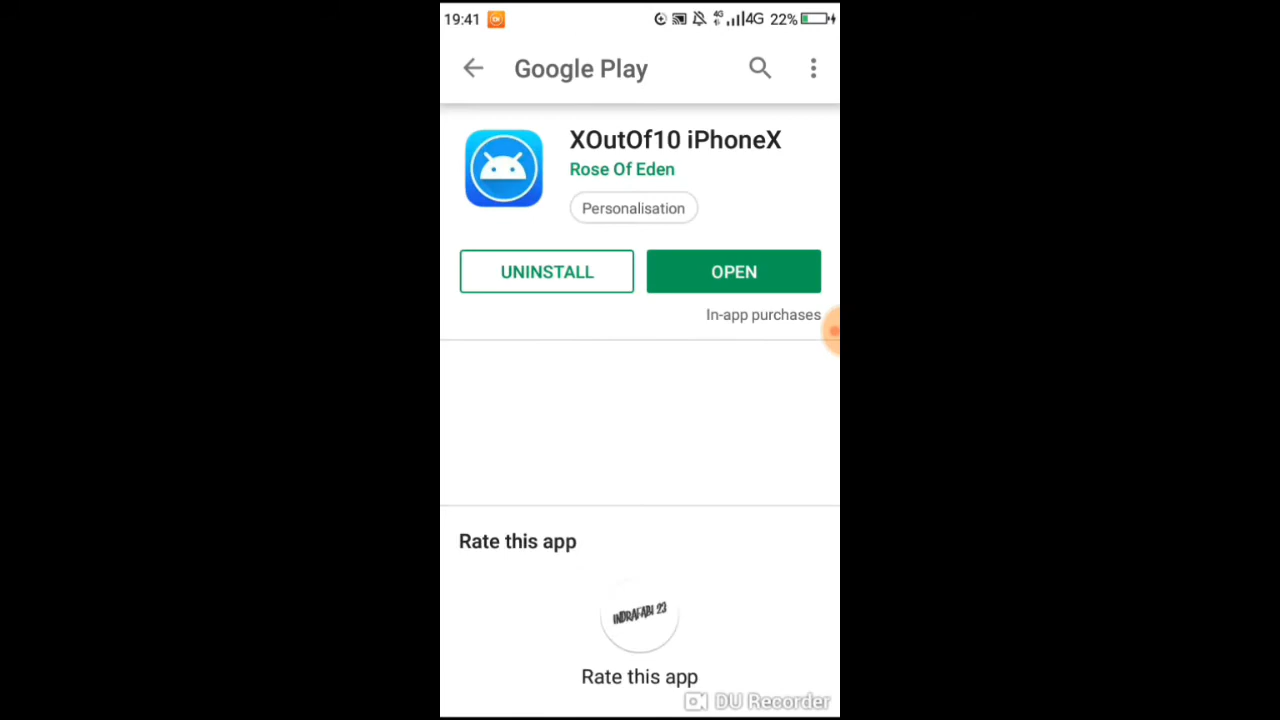 19:41
4G 4G 22%
Google Play
XOutOf10 iPhoneX
Rose Of Eden
Personalisation
UNINSTALL OPEN
In-app purchases
Rate this app
INDRAFABI 23
Rate this app
DU Recorder